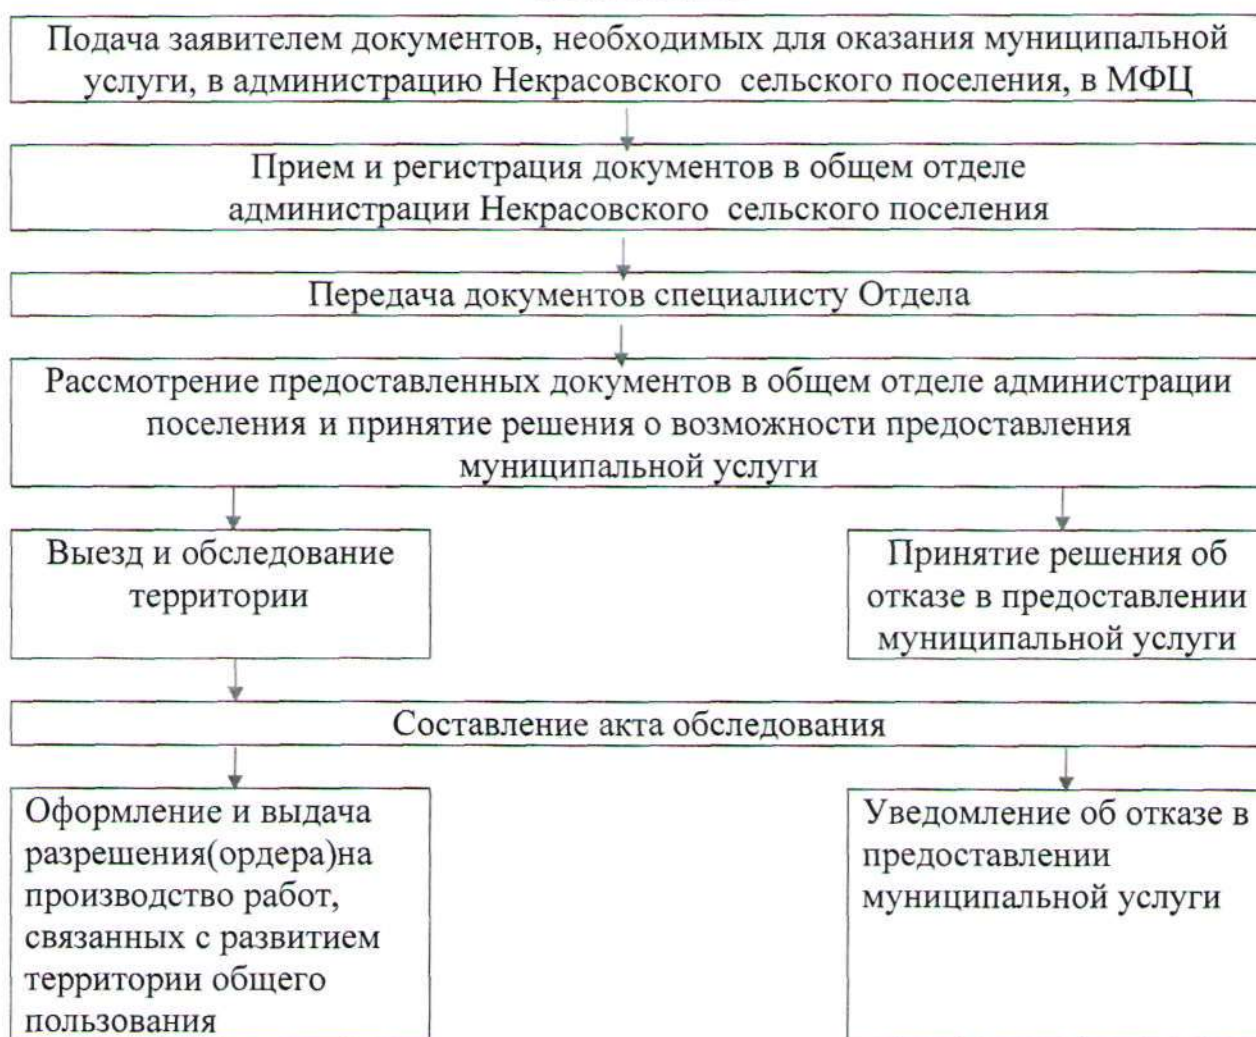 Подача заявителем документов, необходимых для оказания муниципальной
услуги, в администрацию Некрасовского сельского поселения, в МФЦ
Прием и регистрация документов в общем отделе
администрации Некрасовского сельского поселения
Передача документов специалисту Отдела
Рассмотрение предоставленных документов в общем отделе администрации
поселения и принятие решения о возможности предоставления
муниципальной услуги
Выезд и обследование
территории
Принятие решения об
отказе в предоставлении
муниципальной услуги
Составление акта обследования
Оформление и выдача
разрешения(ордера)на
производство работ,
связанных с развитием
территории общего
пользования
Уведомление об отказе в
предоставлении
муниципальной услуги